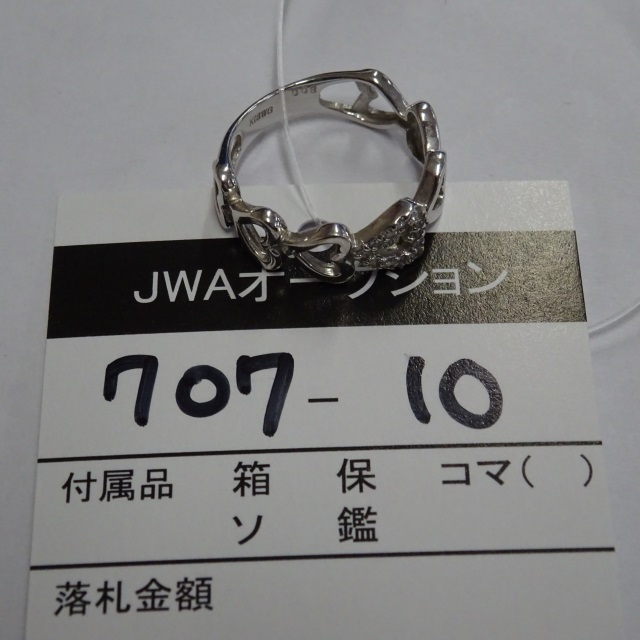 JWAオークション
707-10
付属品 箱 保 コマ( )
ソ 鑑
落札金額